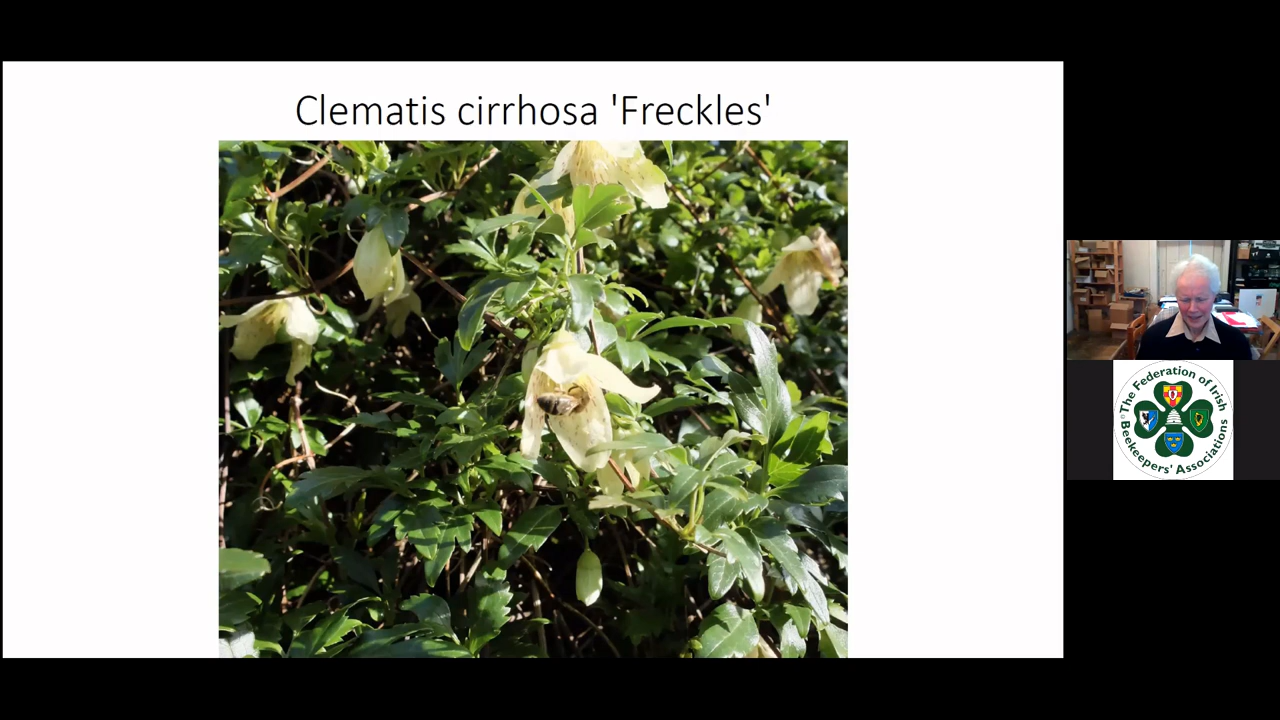 Clematis cirrhosa 'Freckles'
The Federation of Irish
Beekeepers' Associations